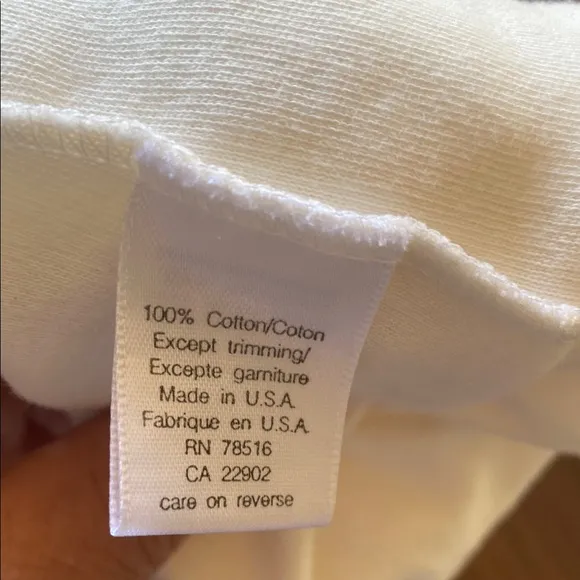 100% Cotton/Coton
Except trimming/
Excepte garniture
Made in U.S.A.
Fabrique en U.S.A.
RN 78516
CA 22902
care on reverse